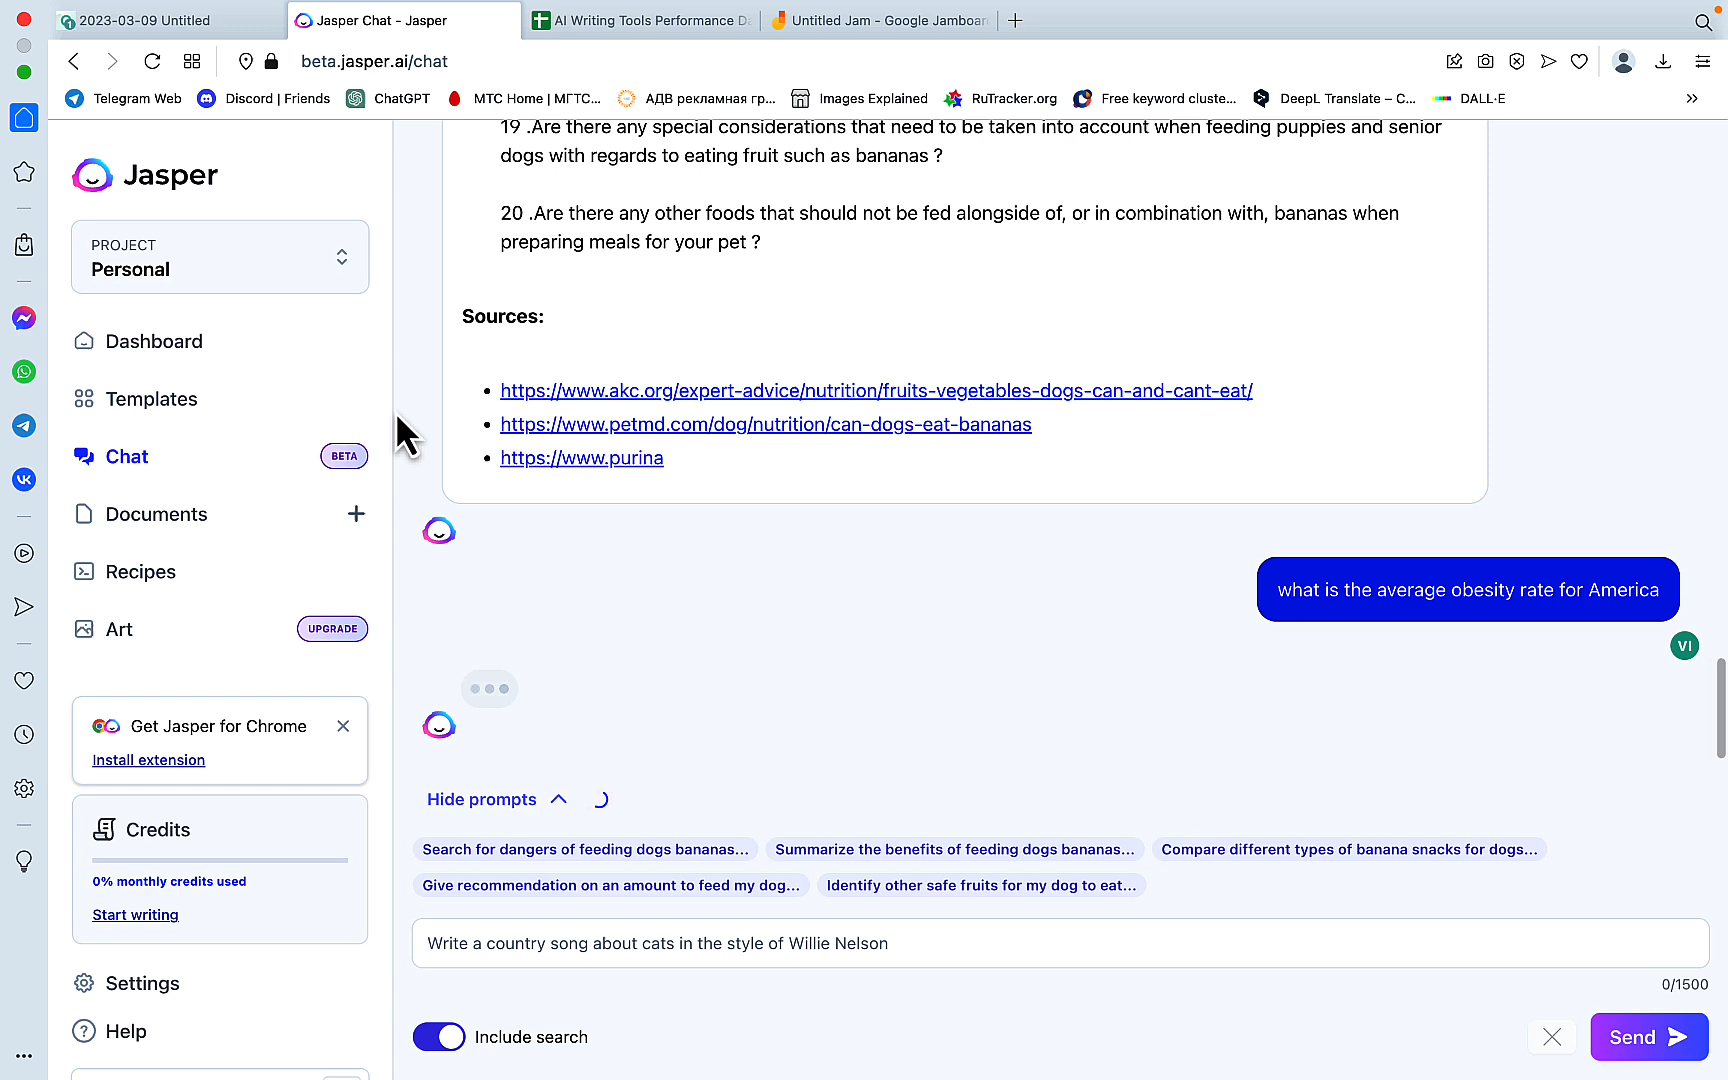 2023-03-09 Untitled
Jasper Chat - Jasper
AI Writing Tools Performance Da
Untitled Jam - Google Jamboard
beta.jasper.ai/chat
Telegram Web
Discord | Friends
ChatGPT
МТС Home | МГТС...
АДВ рекламная гр...
Images Explained
RuTracker.org
Free keyword cluste...
DeepL Translate – C...
DALL·E
Jasper
PROJECT
Personal
Dashboard
Templates
Chat
BETA
Documents
Recipes
Art
UPGRADE
Get Jasper for Chrome
Install extension
Credits
0% monthly credits used
Start writing
Settings
Help
19 .Are there any special considerations that need to be taken into account when feeding puppies and senior
dogs with regards to eating fruit such as bananas ?
20 .Are there any other foods that should not be fed alongside of, or in combination with, bananas when
preparing meals for your pet ?
Sources:
https://www.akc.org/expert-advice/nutrition/fruits-vegetables-dogs-can-and-cant-eat/
https://www.petmd.com/dog/nutrition/can-dogs-eat-bananas
https://www.purina
what is the average obesity rate for America
VI
Hide prompts
Search for dangers of feeding dogs bananas...
Summarize the benefits of feeding dogs bananas...
Compare different types of banana snacks for dogs...
Give recommendation on an amount to feed my dog...
Identify other safe fruits for my dog to eat...
Write a country song about cats in the style of Willie Nelson
0/1500
Include search
Send